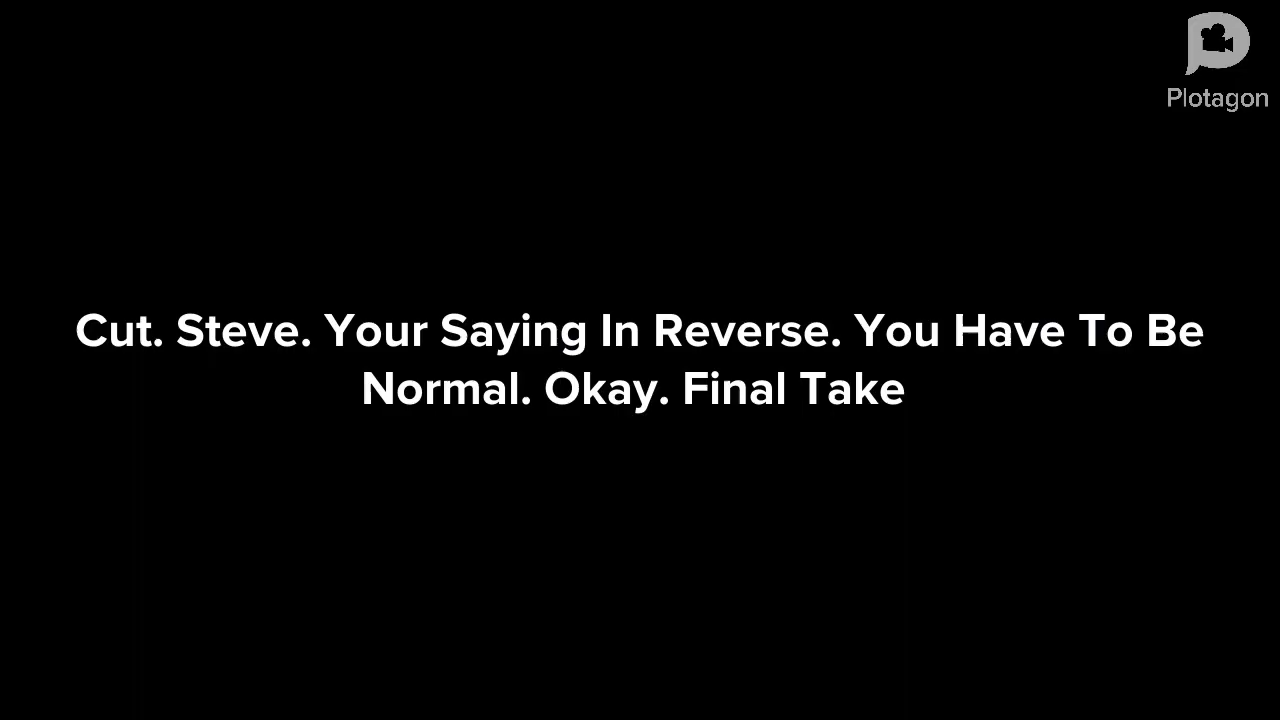 Plotagon
Cut. Steve. Your Saying In Reverse. You Have To Be
Normal. Okay. Final Take